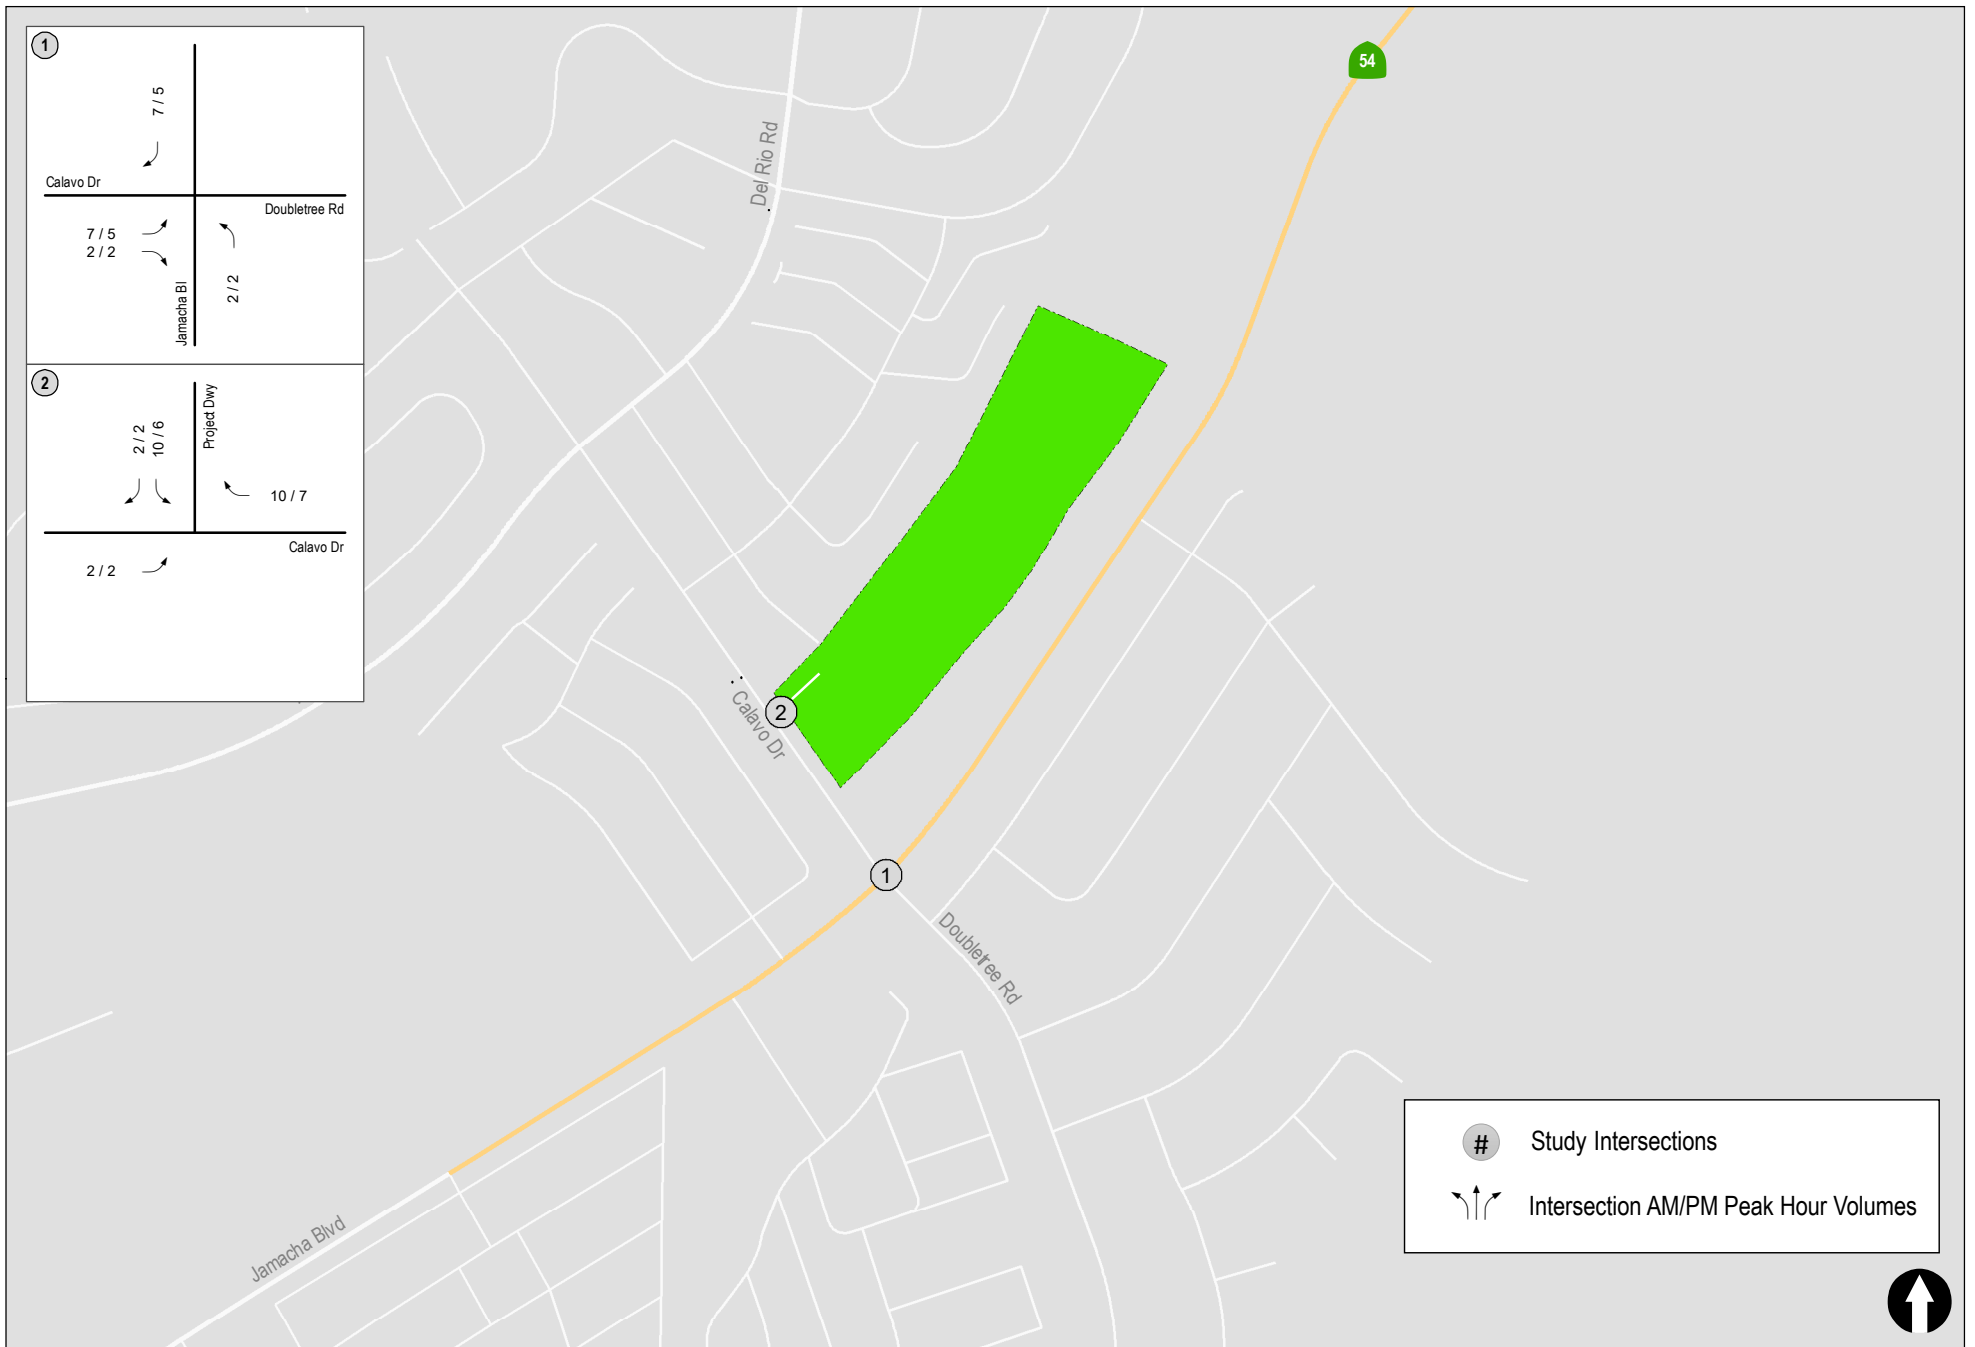 1
7 / 5
Calavo Dr
Doubletree Rd
7 / 5
2 / 2
2 / 2
Jamacha Bl
2
2 / 2
10 / 6
Project Dwy
10 / 7
Calavo Dr
2 / 2
54
Del Rio Rd
2
Calavo Dr
1
Doubletree Rd
Jamacha Blvd
# Study Intersections
Intersection AM/PM Peak Hour Volumes